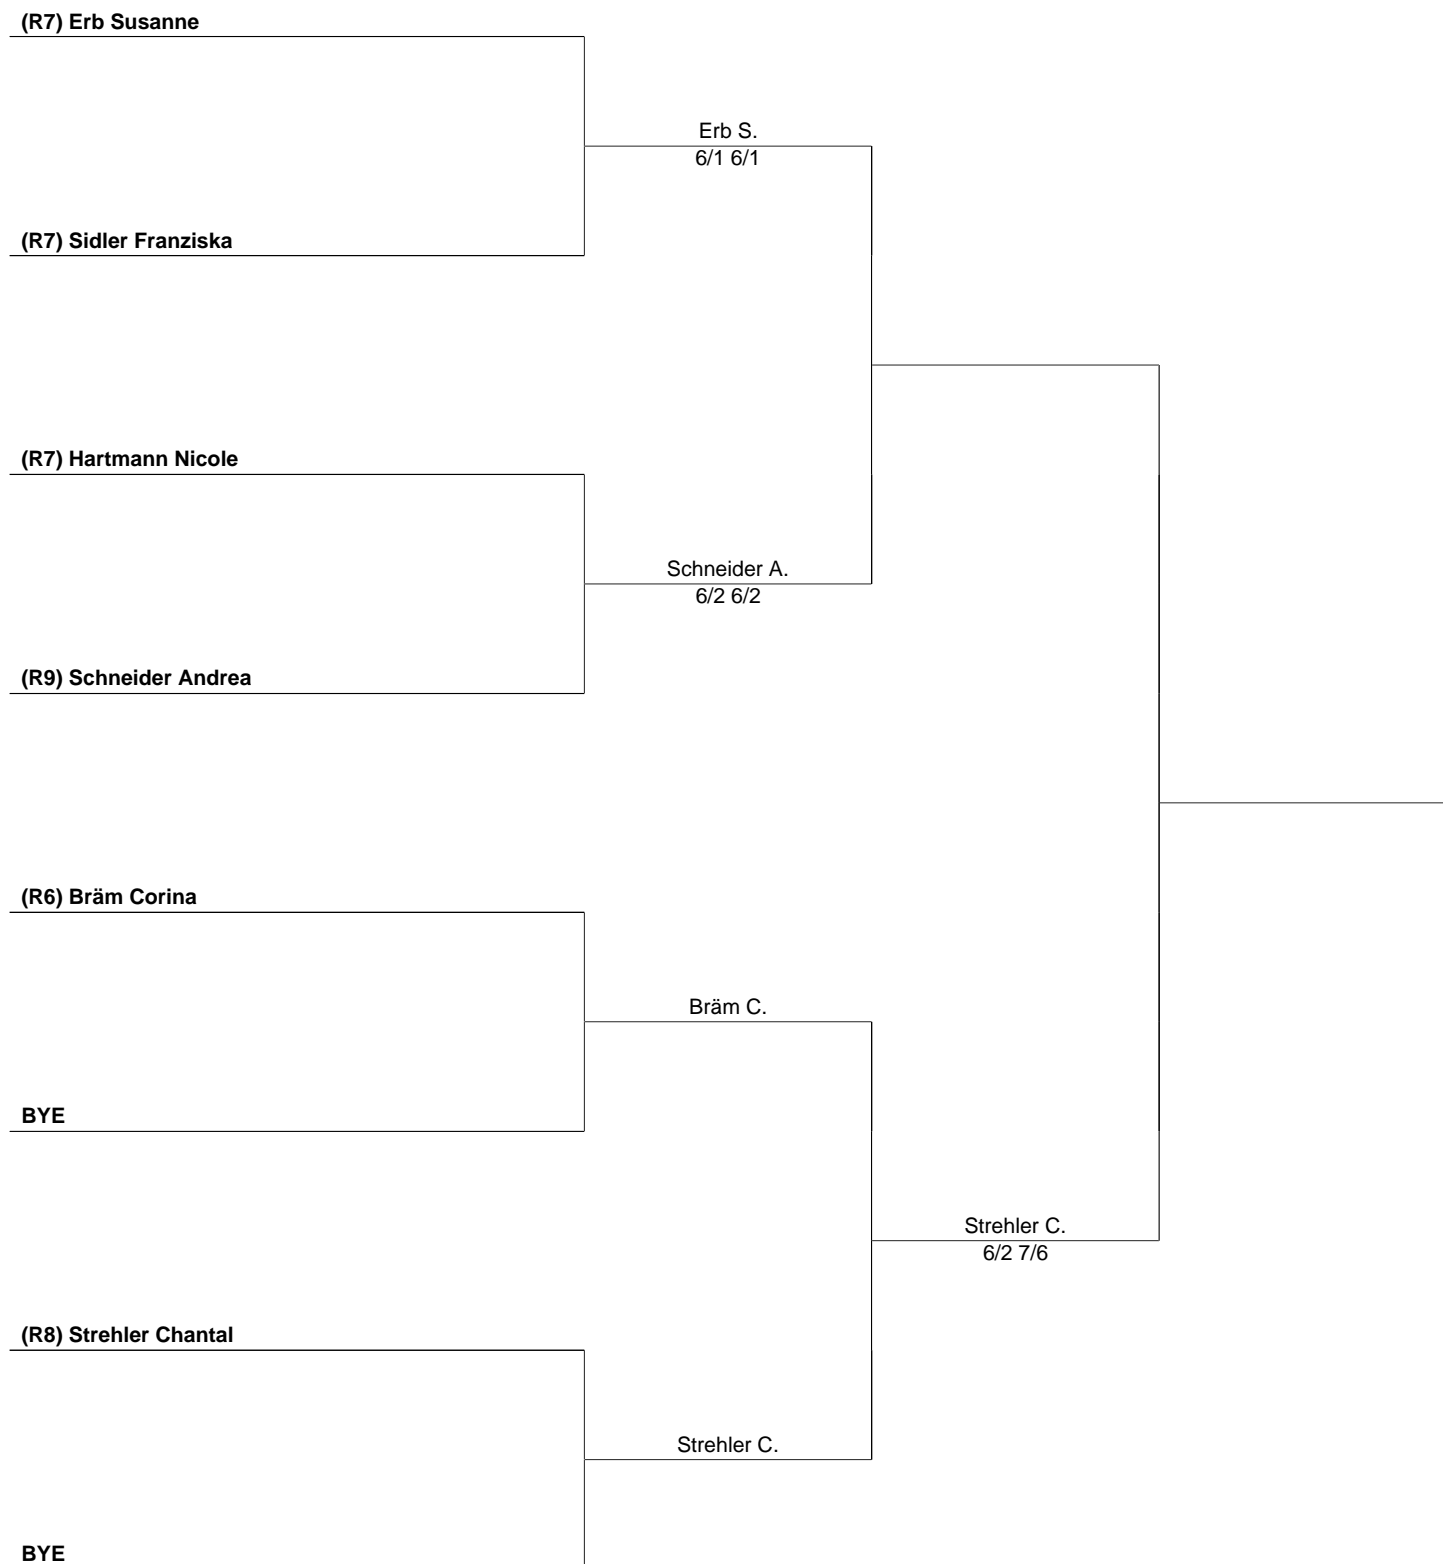 (R7) Erb Susanne
Erb S.
6/1 6/1
(R7) Sidler Franziska
(R7) Hartmann Nicole
Schneider A.
6/2 6/2
(R9) Schneider Andrea
(R6) Bräm Corina
Bräm C.
BYE
Strehler C.
6/2 7/6
(R8) Strehler Chantal
Strehler C.
BYE